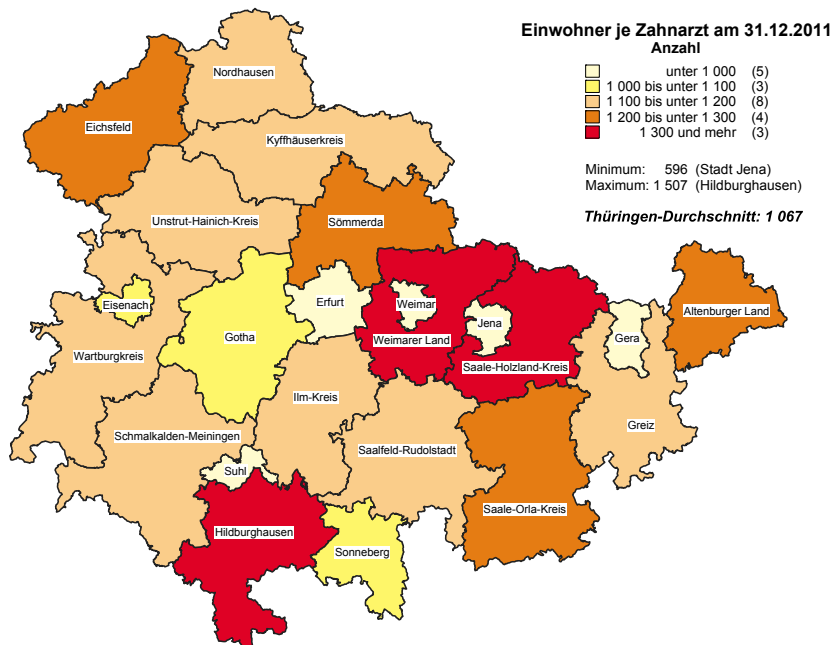 Einwohner je Zahnarzt am 31.12.2011
Anzahl
unter 1 000 (5)
1 000 bis unter 1 100 (3)
1 100 bis unter 1 200 (8)
1 200 bis unter 1 300 (4)
1 300 und mehr (3)
Minimum: 596 (Stadt Jena)
Maximum: 1 507 (Hildburghausen)
Thüringen-Durchschnitt: 1 067
Nordhausen
Eichsfeld
Kyffhäuserkreis
Unstrut-Hainich-Kreis
Sömmerda
Eisenach
Erfurt
Weimar
Altenburger Land
Jena
Gotha
Weimarer Land
Gera
Wartburgkreis
Saale-Holzland-Kreis
Ilm-Kreis
Greiz
Schmalkalden-Meiningen
Saalfeld-Rudolstadt
Suhl
Saale-Orla-Kreis
Hildburghausen
Sonneberg